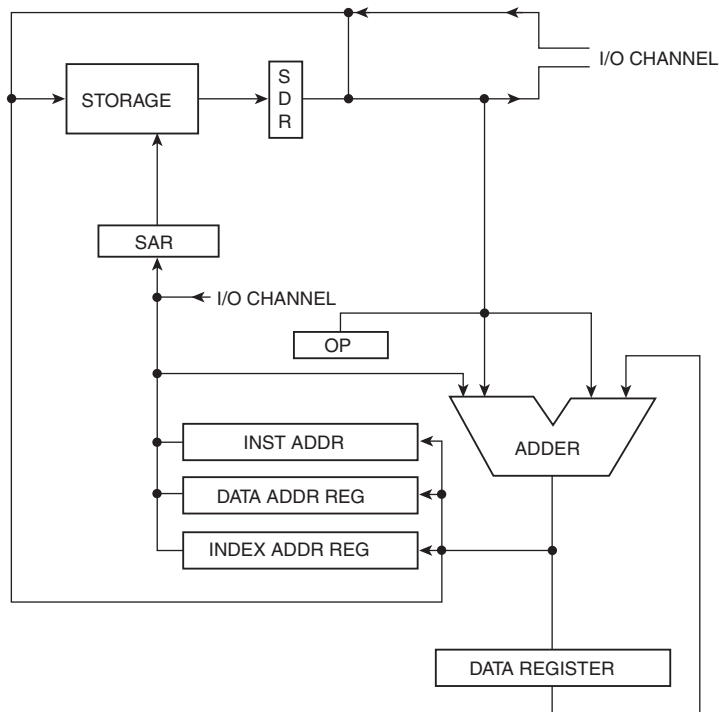 I/O CHANNEL
STORAGE
S
D
R
SAR
I/O CHANNEL
OP
INST ADDR
ADDER
DATA ADDR REG
INDEX ADDR REG
DATA REGISTER